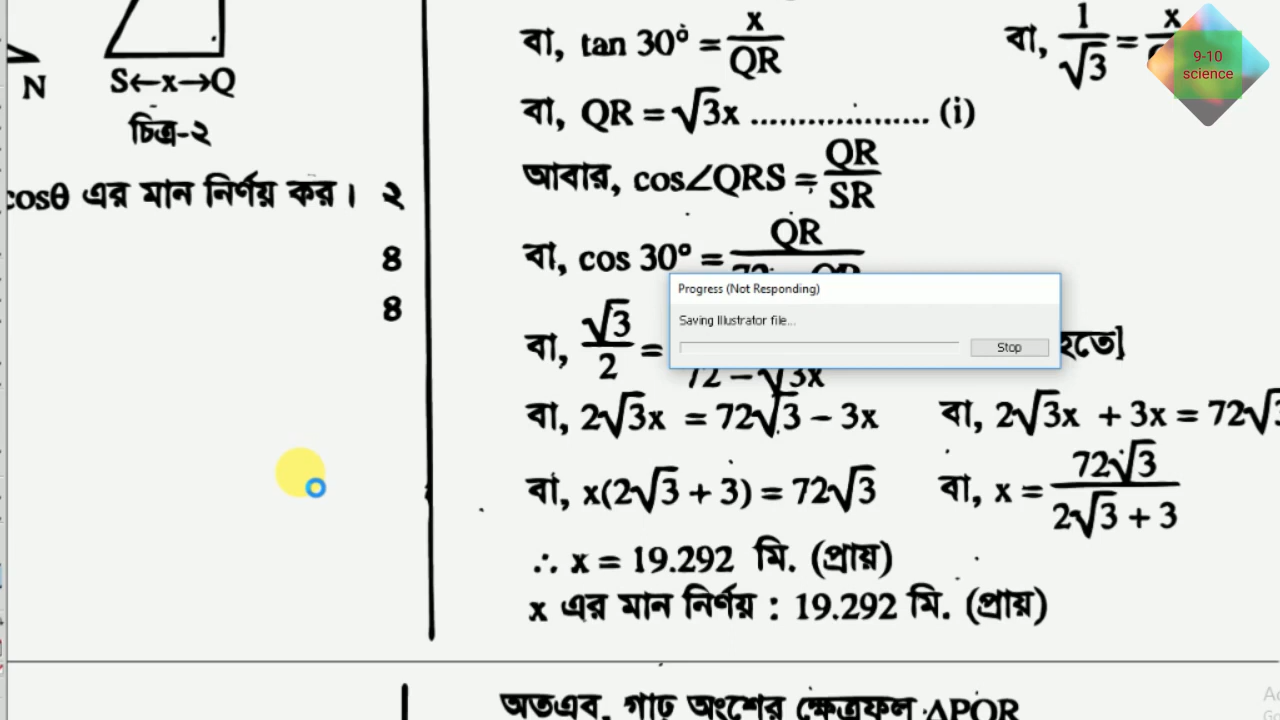 N
S←x→Q
চিত্র-২
cosθ এর মান নির্ণয় কর। ২
8
8
বা, tan 30° = x/QR
বা, 1/√3 = x/
9-10
science
বা, QR = √3x .................. (i)
আবার, cos∠QRS = QR/SR
বা, cos 30° = QR/
Progress (Not Responding)
Saving Illustrator file...
Stop
বা, √3/2 = /72 – √3x হতে]
বা, 2√3x = 72√3 – 3x
বা, 2√3x + 3x = 72√3
বা, x(2√3 + 3) = 72√3
বা, x = 72√3/2√3 + 3
∴ x = 19.292 মি. (প্রায়)
x এর মান নির্ণয় : 19.292 মি. (প্রায়)
অতএব, গাঢ় অংশের ক্ষেত্রফল ΔPQR